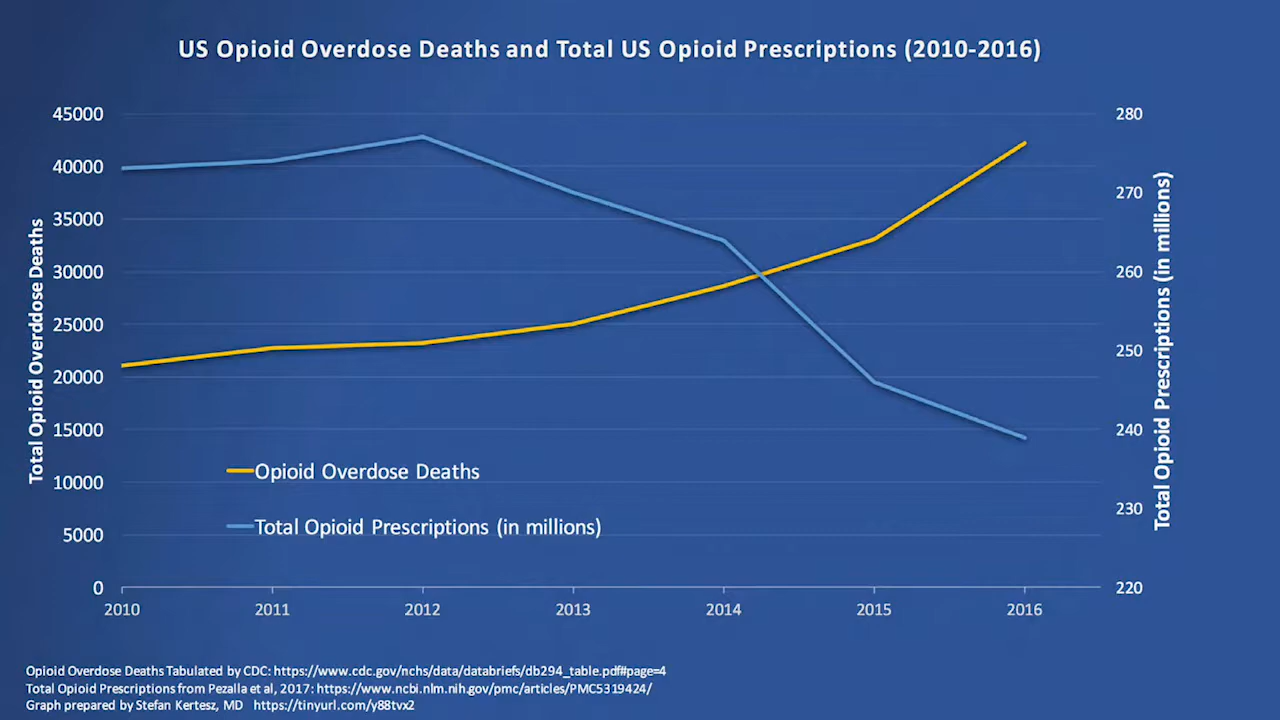 US Opioid Overdose Deaths and Total US Opioid Prescriptions (2010-2016)
45000
40000
35000
30000
25000
20000
15000
10000
5000
0
Total Opioid Overddose Deaths
280
270
260
250
240
230
220
Total Opioid Prescriptions (in millions)
Opioid Overdose Deaths
Total Opioid Prescriptions (in millions)
2010 2011 2012 2013 2014 2015 2016
Opioid Overdose Deaths Tabulated by CDC: https://www.cdc.gov/nchs/data/databriefs/db294_table.pdf#page=4
Total Opioid Prescriptions from Pezalla et al, 2017: https://www.ncbi.nlm.nih.gov/pmc/articles/PMC5319424/
Graph prepared by Stefan Kertesz, MD https://tinyurl.com/y88tvx2